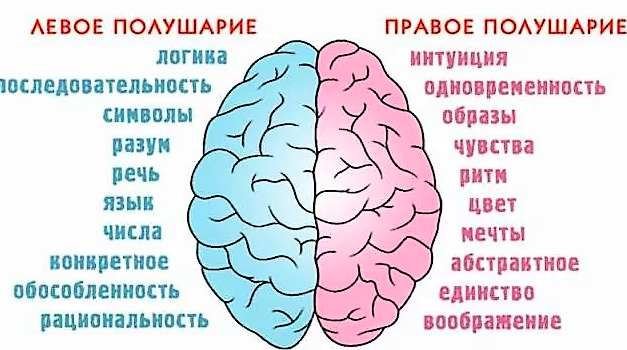 ЛЕВОЕ ПОЛУШАРИЕ
логика
последовательность
символы
разум
речь
язык
числа
конкретное
обособленность
рациональность
ПРАВОЕ ПОЛУШАРИЕ
интуиция
одновременность
образы
чувства
ритм
цвет
мечты
абстрактное
единство
воображение